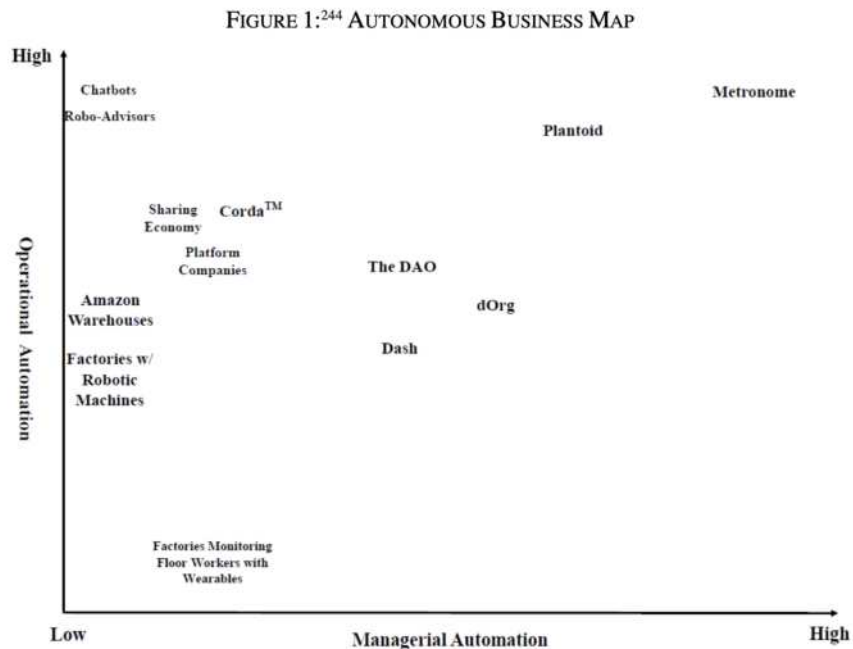 FIGURE 1:244 AUTONOMOUS BUSINESS MAP
High
Chatbots
Robo-Advisors
Metronome
Plantoid
Sharing
Economy
Corda™
Platform
Companies
The DAO
Amazon
Warehouses
dOrg
Dash
Factories w/
Robotic
Machines
Operational Automation
Factories Monitoring
Floor Workers with
Wearables
Low
Managerial Automation
High